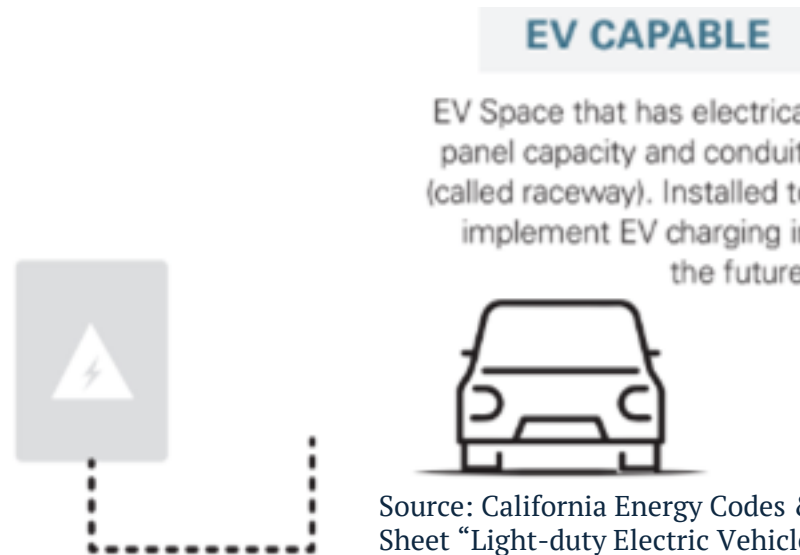 EV CAPABLE
EV Space that has electrica
panel capacity and conduit
(called raceway). Installed t
implement EV charging i
the future
Source: California Energy Codes &
Sheet “Light-duty Electric Vehicle